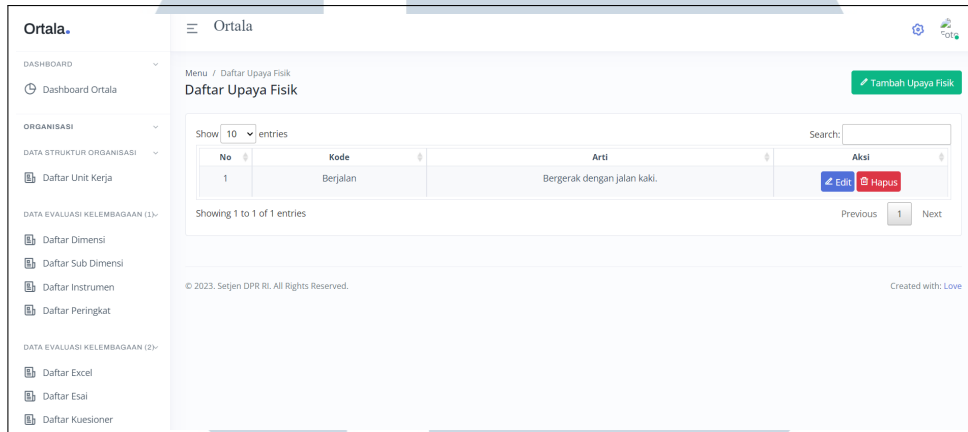 Ortala.
Ortala
Foto
DASHBOARD
Dashboard Ortala
ORGANISASI
DATA STRUKTUR ORGANISASI
Daftar Unit Kerja
DATA EVALUASI KELEMBAGAAN (1)
Daftar Dimensi
Daftar Sub Dimensi
Daftar Instrumen
Daftar Peringkat
DATA EVALUASI KELEMBAGAAN (2)
Daftar Excel
Daftar Esai
Daftar Kuesioner
Menu / Daftar Upaya Fisik
Daftar Upaya Fisik
Tambah Upaya Fisik
Show 10 entries
Search:
No Kode Arti Aksi
1 Berjalan Bergerak dengan jalan kaki. Edit Hapus
Showing 1 to 1 of 1 entries
Previous 1 Next
© 2023. Setjen DPR RI. All Rights Reserved.
Created with: Love